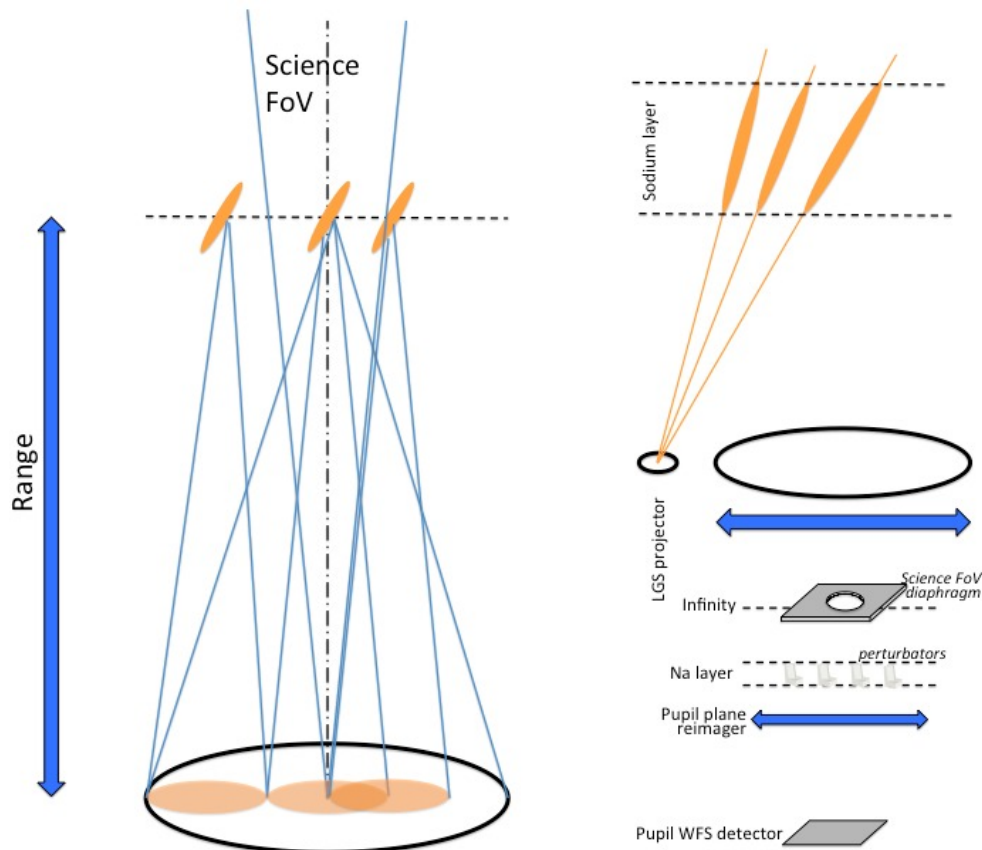 Science
FoV
Range
Sodium layer
LGS projector
Science FoV
diaphragm
Infinity
perturbators
Na layer
Pupil plane
reimager
Pupil WFS detector